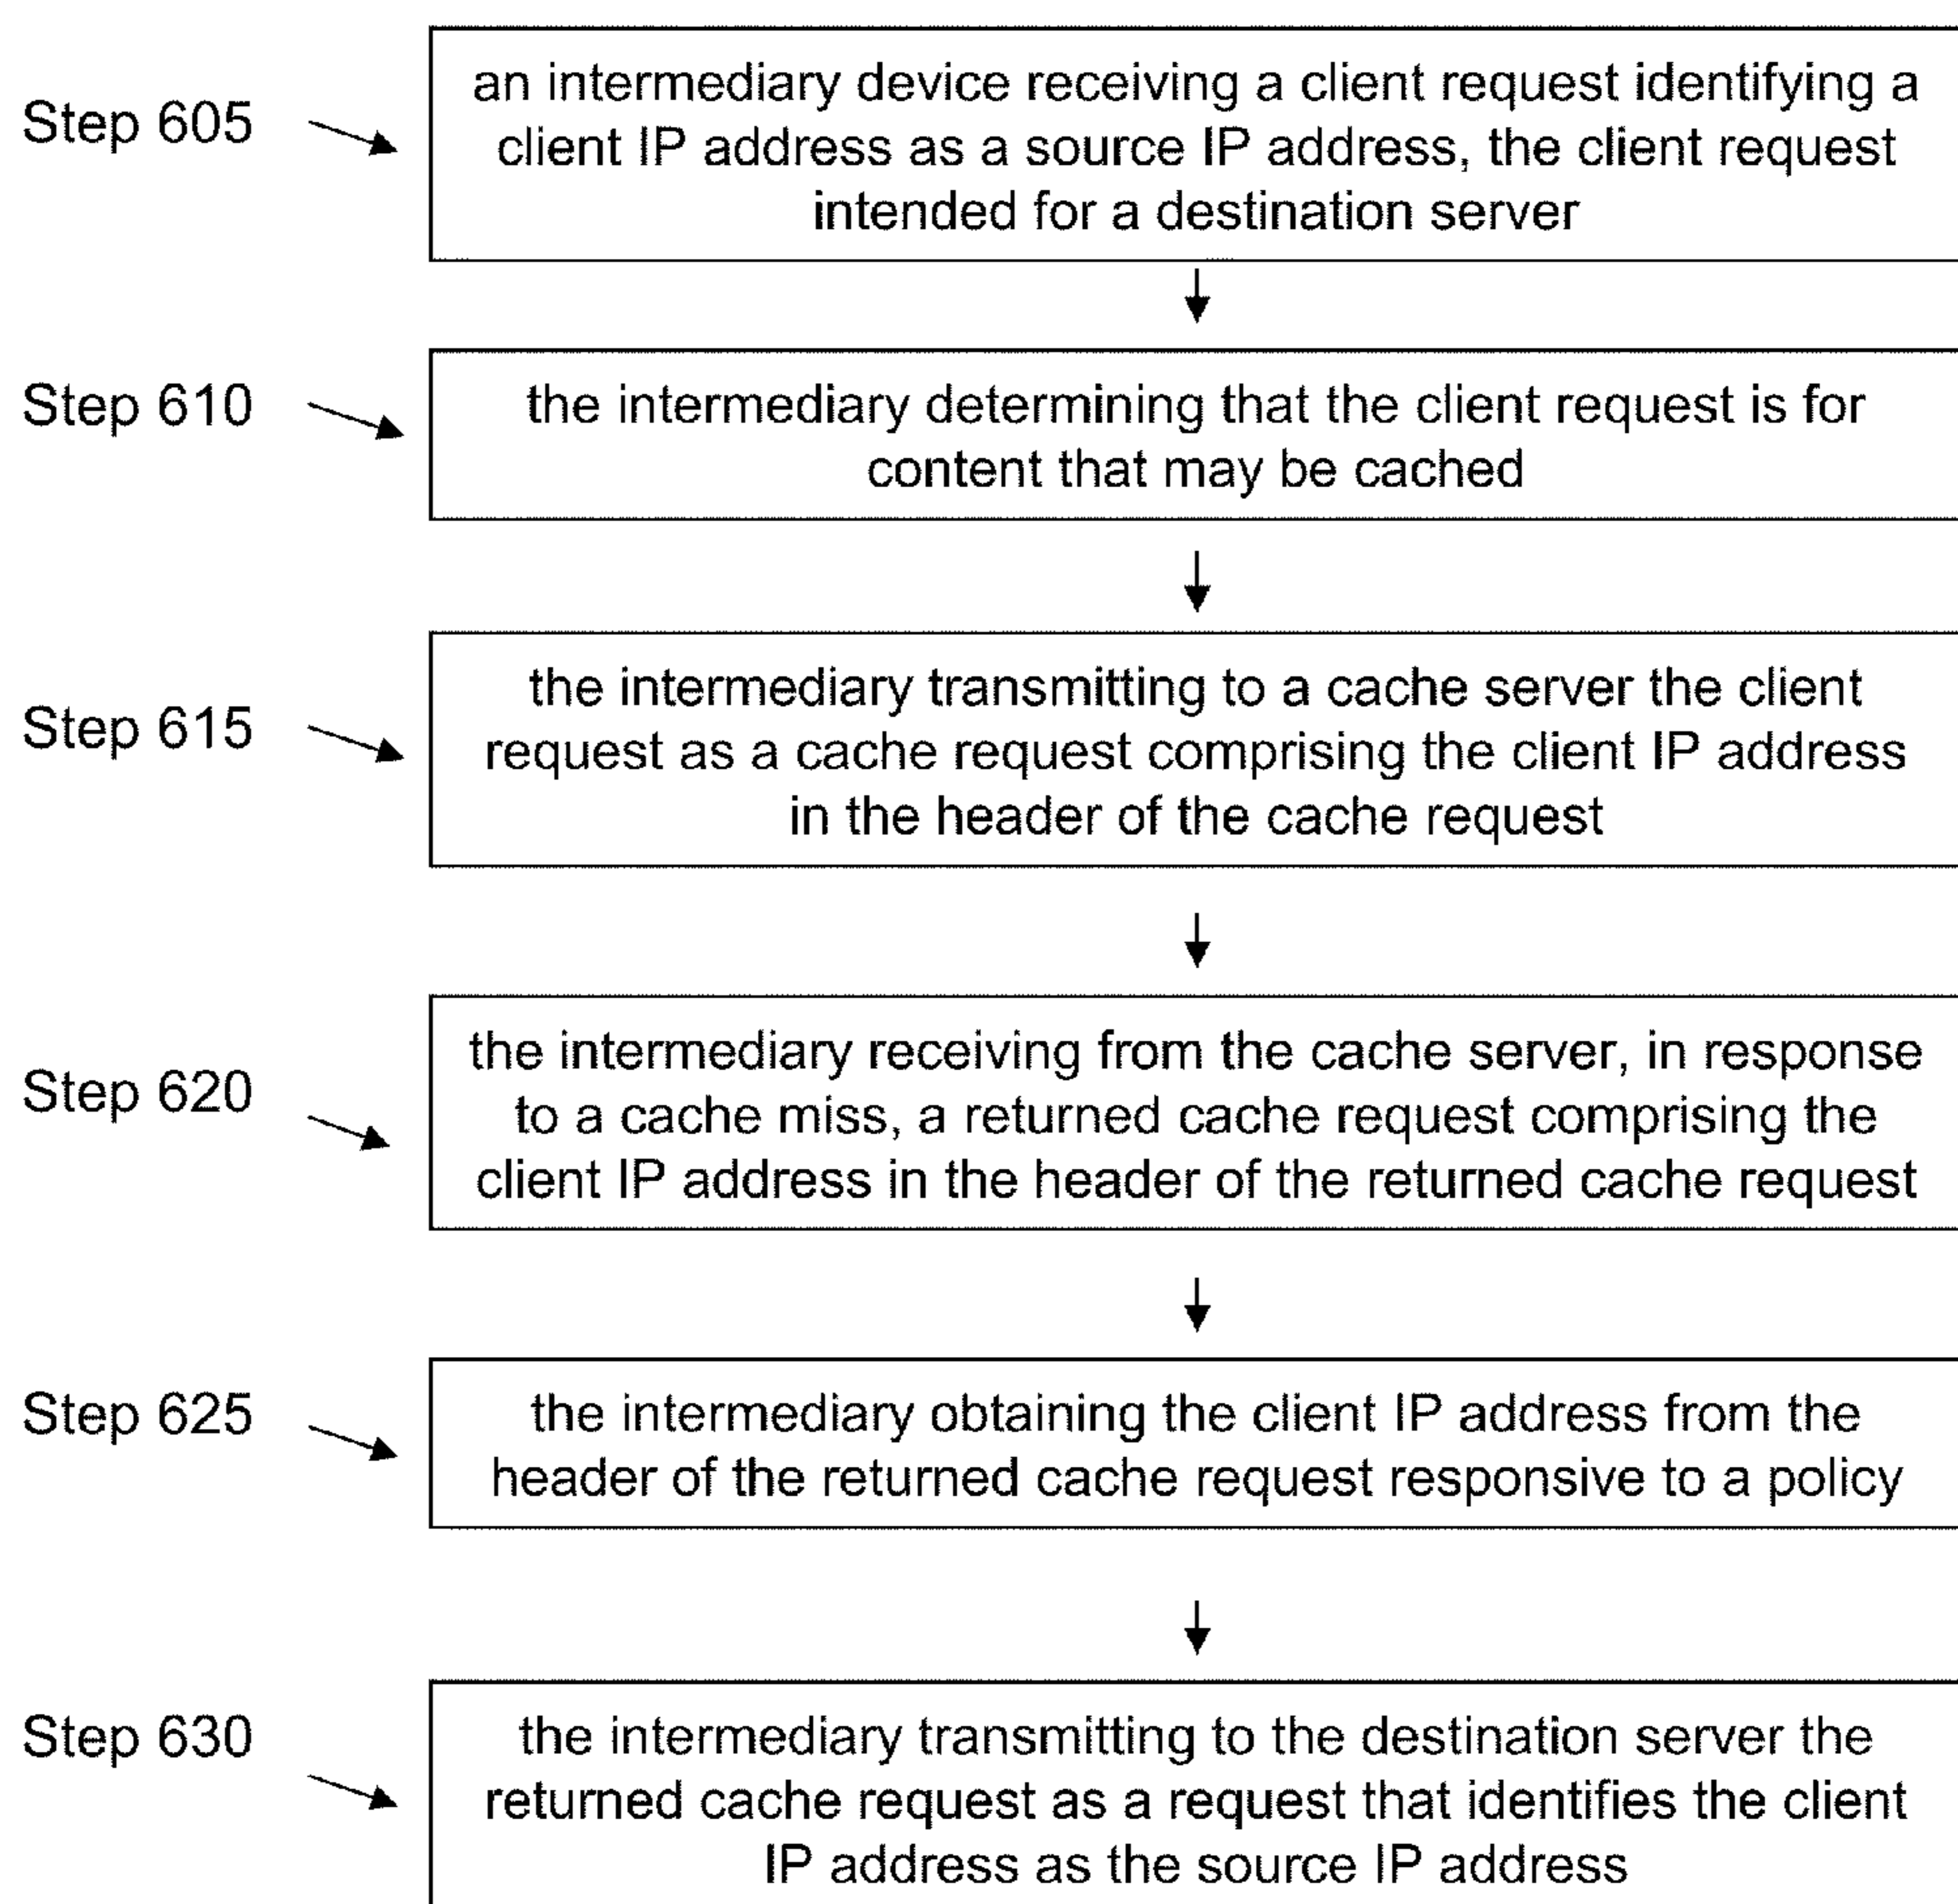 Step 605
an intermediary device receiving a client request identifying a
client IP address as a source IP address, the client request
intended for a destination server
Step 610
the intermediary determining that the client request is for
content that may be cached
Step 615
the intermediary transmitting to a cache server the client
request as a cache request comprising the client IP address
in the header of the cache request
Step 620
the intermediary receiving from the cache server, in response
to a cache miss, a returned cache request comprising the
client IP address in the header of the returned cache request
Step 625
the intermediary obtaining the client IP address from the
header of the returned cache request responsive to a policy
Step 630
the intermediary transmitting to the destination server the
returned cache request as a request that identifies the client
IP address as the source IP address